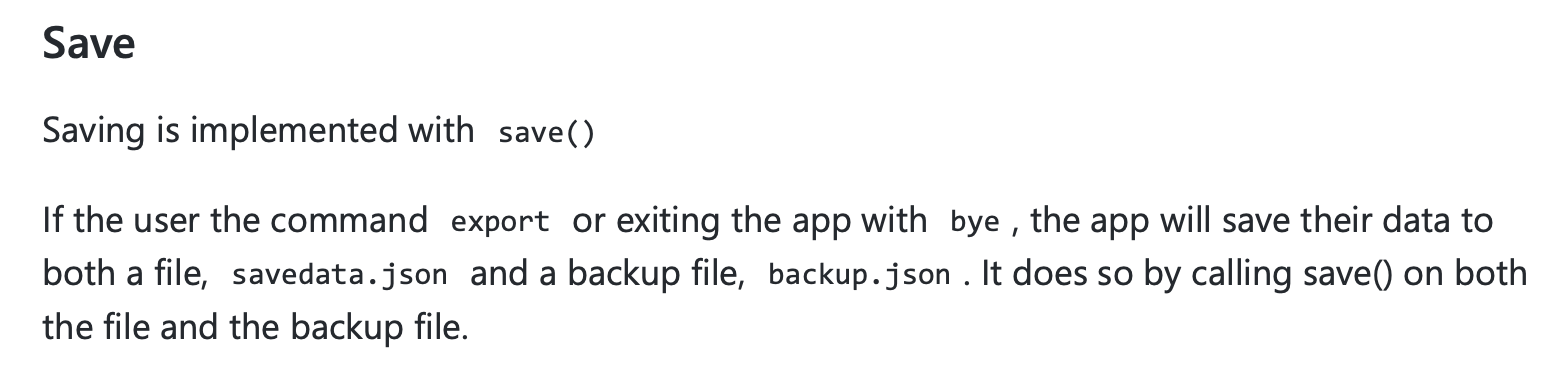 Save
Saving is implemented with save()
If the user the command export or exiting the app with bye , the app will save their data to
both a file, savedata.json and a backup file, backup.json . It does so by calling save() on both
the file and the backup file.